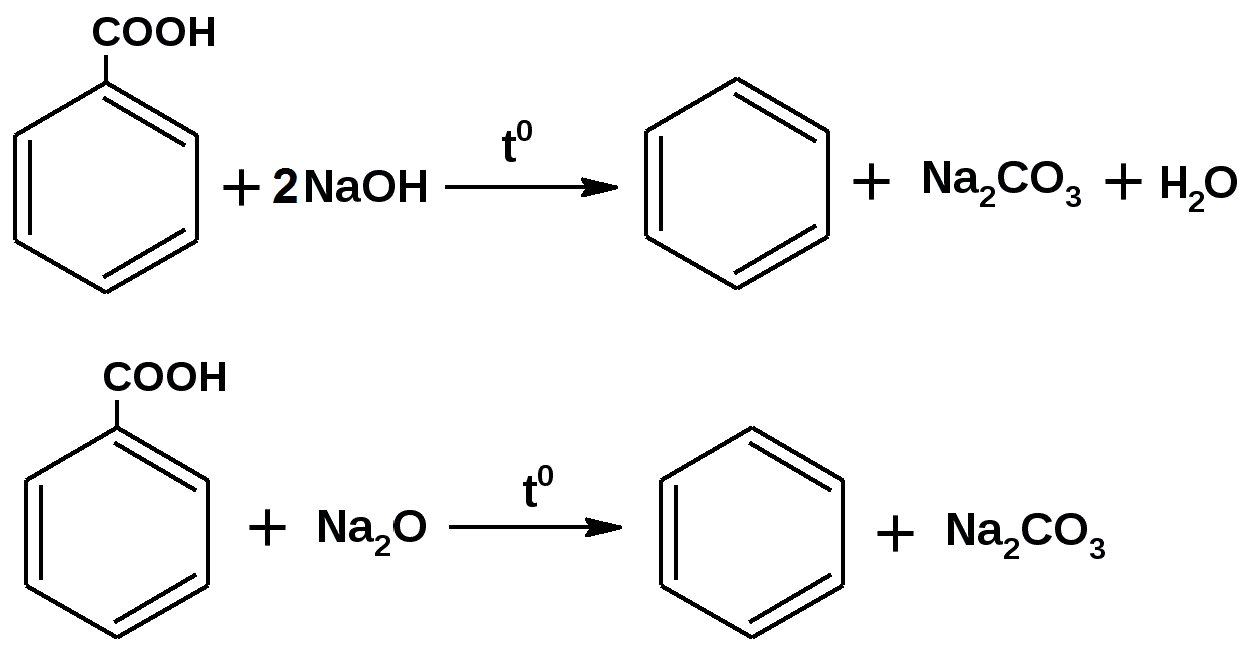 COOH
+ 2NaOH t⁰ + Na₂CO₃ + H₂O
COOH
+ Na₂O t⁰ + Na₂CO₃